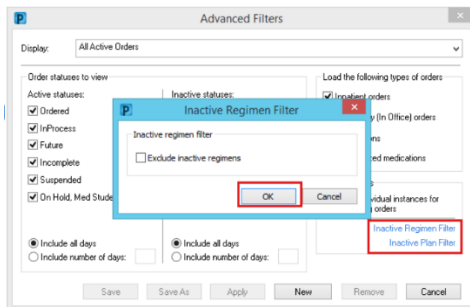 Advanced Filters
Display: All Active Orders
Order statuses to view
Active statuses:
Ordered
InProcess
Future
Incomplete
Suspended
On Hold, Med Stude
Include all days
Include number of days:
Inactive statuses:
Include all days
Include number of days:
Load the following types of orders
Inpatient orders
(In Office) orders
medications
vidual instances for
orders
Inactive Regimen Filter
Inactive Plan Filter
Inactive Regimen Filter
Inactive regimen filter
Exclude inactive regimens
OK Cancel
Save Save As Apply New Remove Cancel